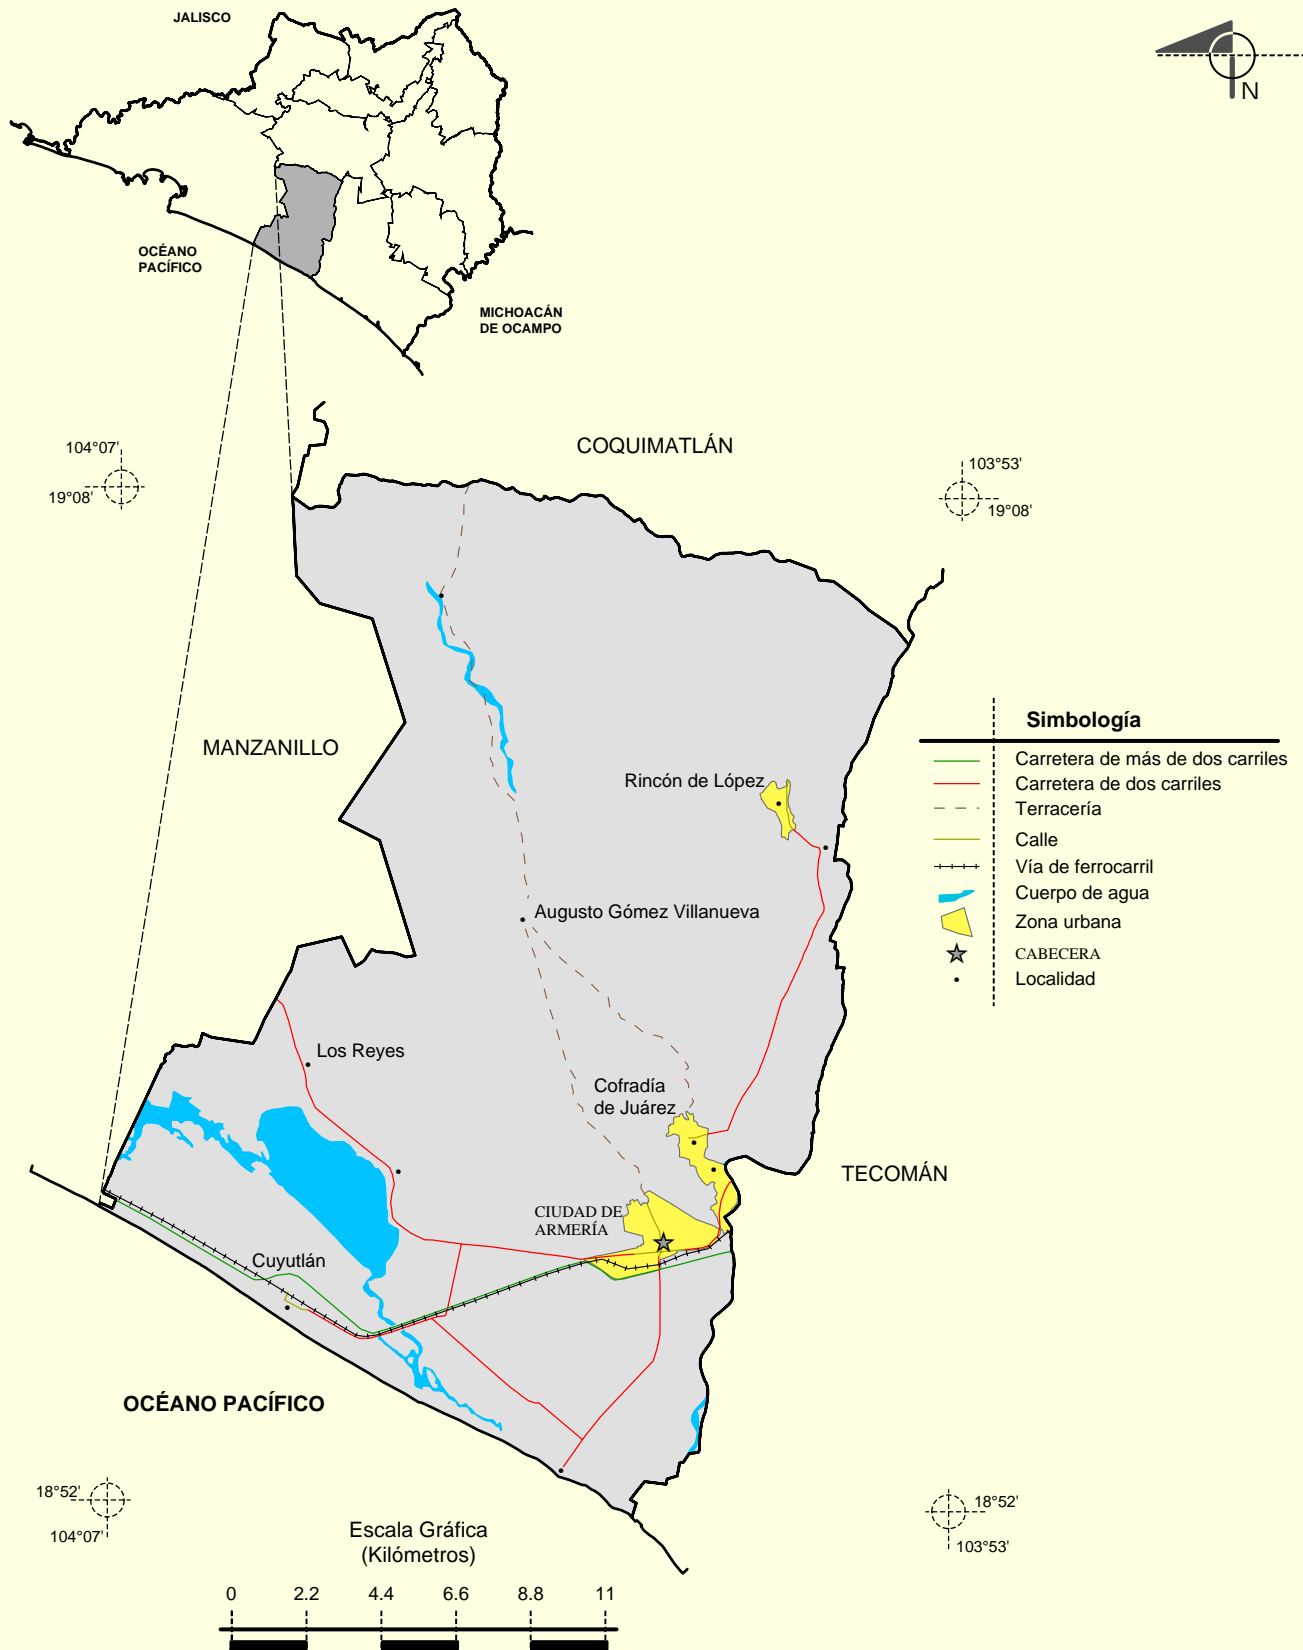 JALISCO
N
OCÉANO
PACÍFICO
MICHOACÁN
DE OCAMPO
104°07'
19°08'
COQUIMATLÁN
103°53'
19°08'
MANZANILLO
Simbología
Carretera de más de dos carriles
Carretera de dos carriles
Terracería
Calle
Vía de ferrocarril
Cuerpo de agua
Zona urbana
CABECERA
Localidad
Rincón de López
Augusto Gómez Villanueva
Los Reyes
Cofradía
de Juárez
TECOMÁN
CIUDAD DE
ARMERÍA
Cuyutlán
OCÉANO PACÍFICO
18°52'
104°07'
18°52'
103°53'
Escala Gráfica
(Kilómetros)
0 2.2 4.4 6.6 8.8 11